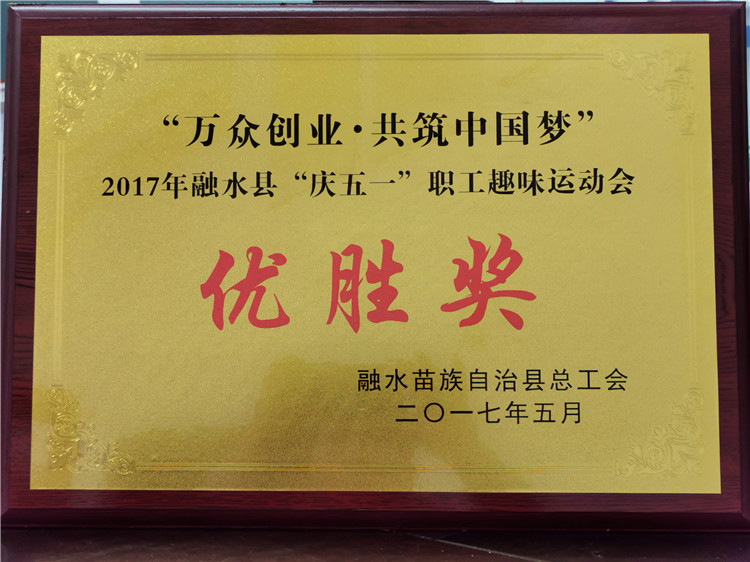 “万众创业·共筑中国梦”
2017年融水县“庆五一”职工趣味运动会
优胜奖
融水苗族自治县总工会
二〇一七年五月